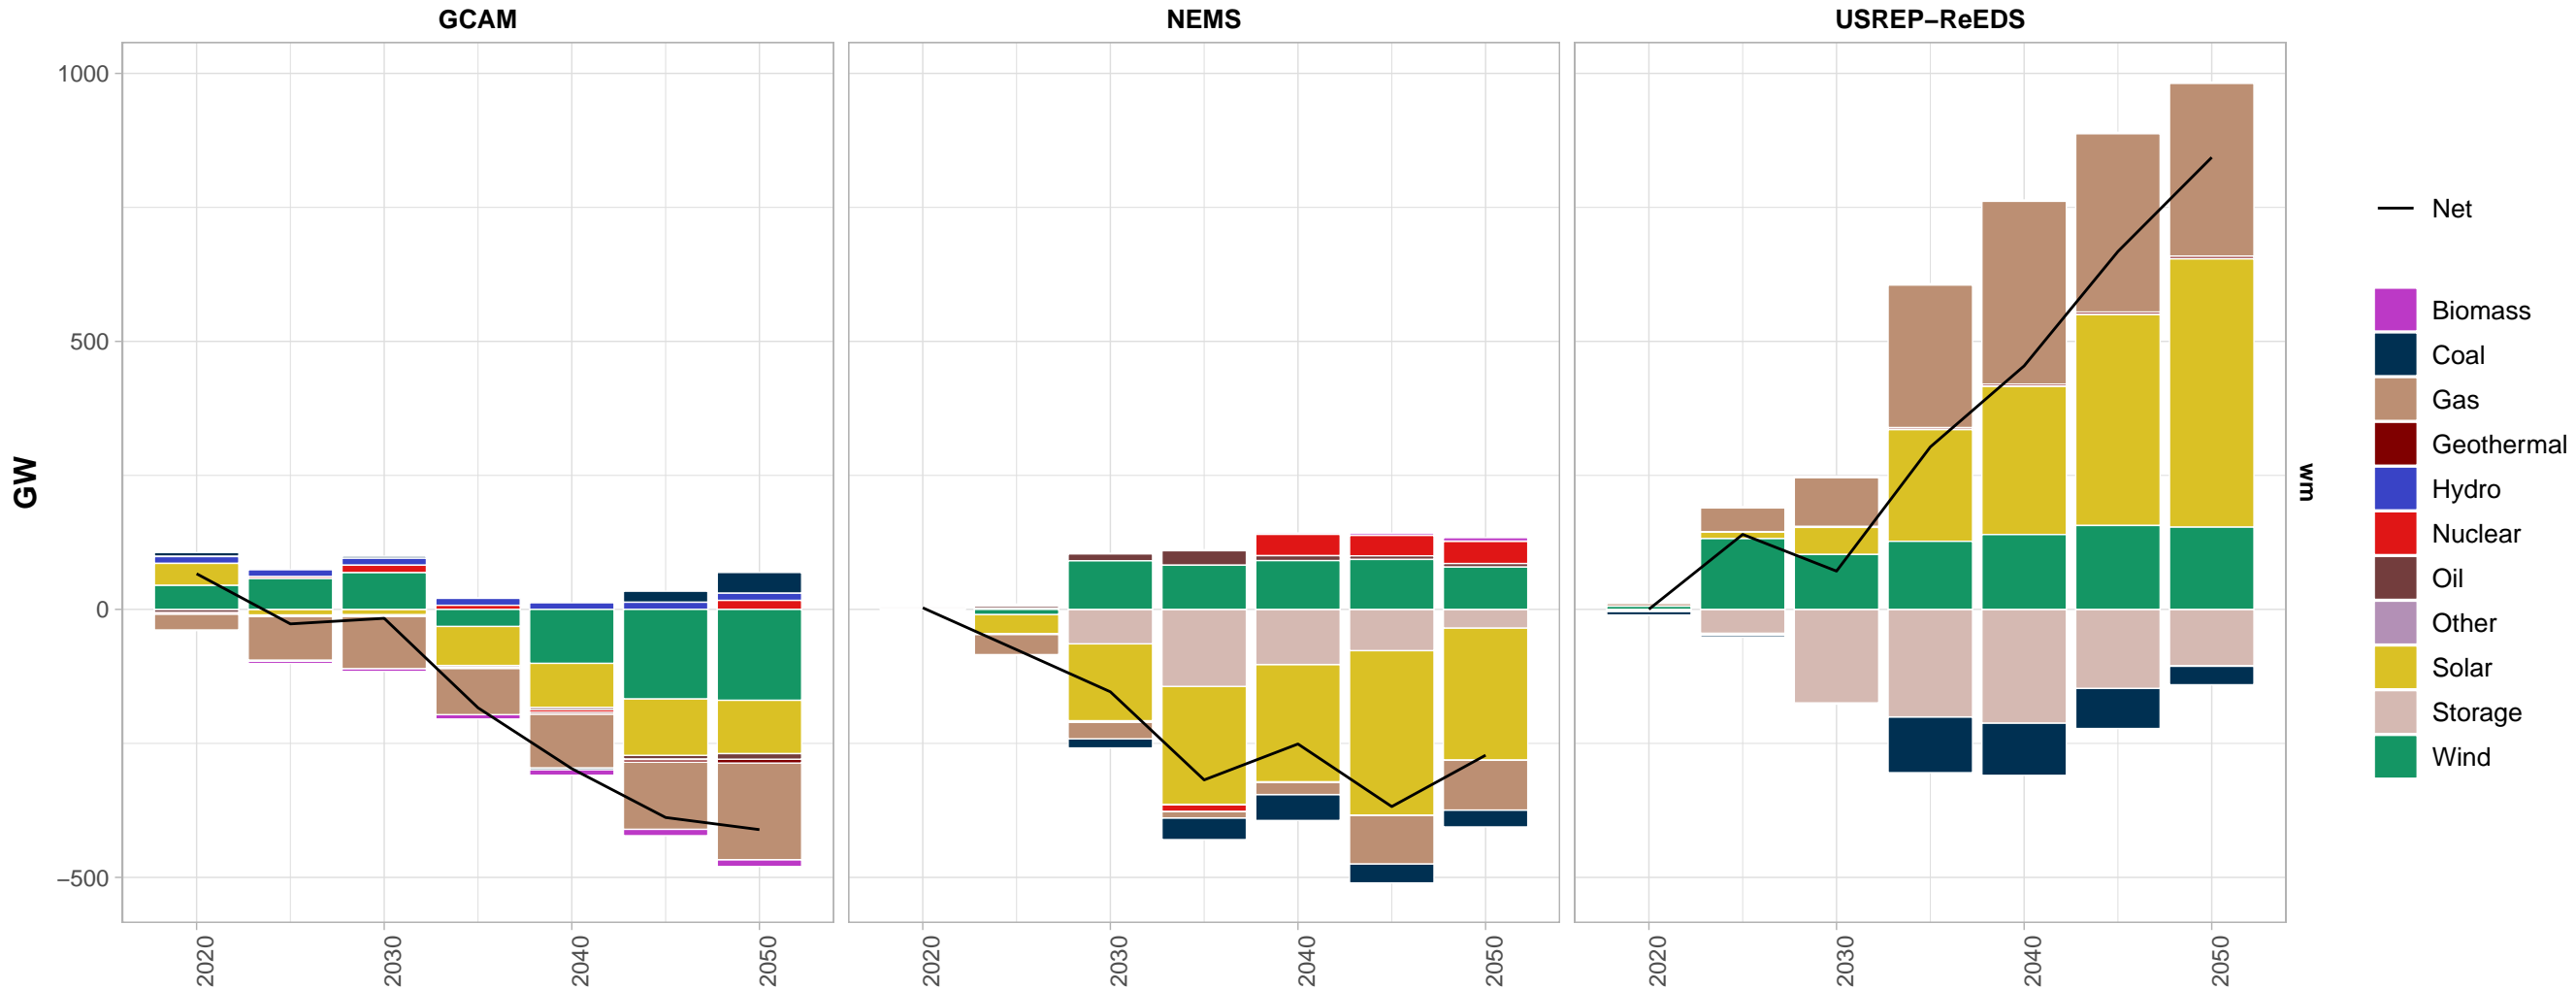 GCAM
NEMS
USREP−ReEDS
1000
500
0
−500
GW
wm
2020
2030
2040
2050
2020
2030
2040
2050
2020
2030
2040
2050
Net
Biomass
Coal
Gas
Geothermal
Hydro
Nuclear
Oil
Other
Solar
Storage
Wind